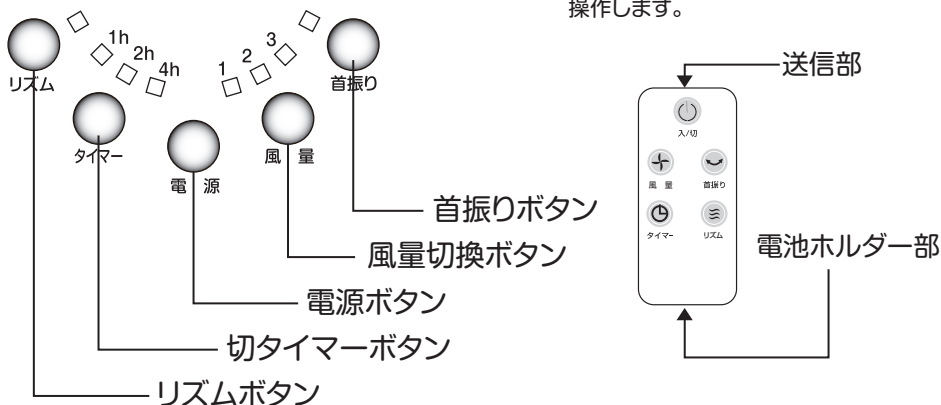 操作します。
1h
2h
4h
1
2
3
リズム
タイマー
電 源
風 量
首振り
首振りボタン
風量切換ボタン
電源ボタン
切タイマーボタン
リズムボタン
送信部
入/切
風 量
首振り
タイマー
リズム
電池ホルダー部